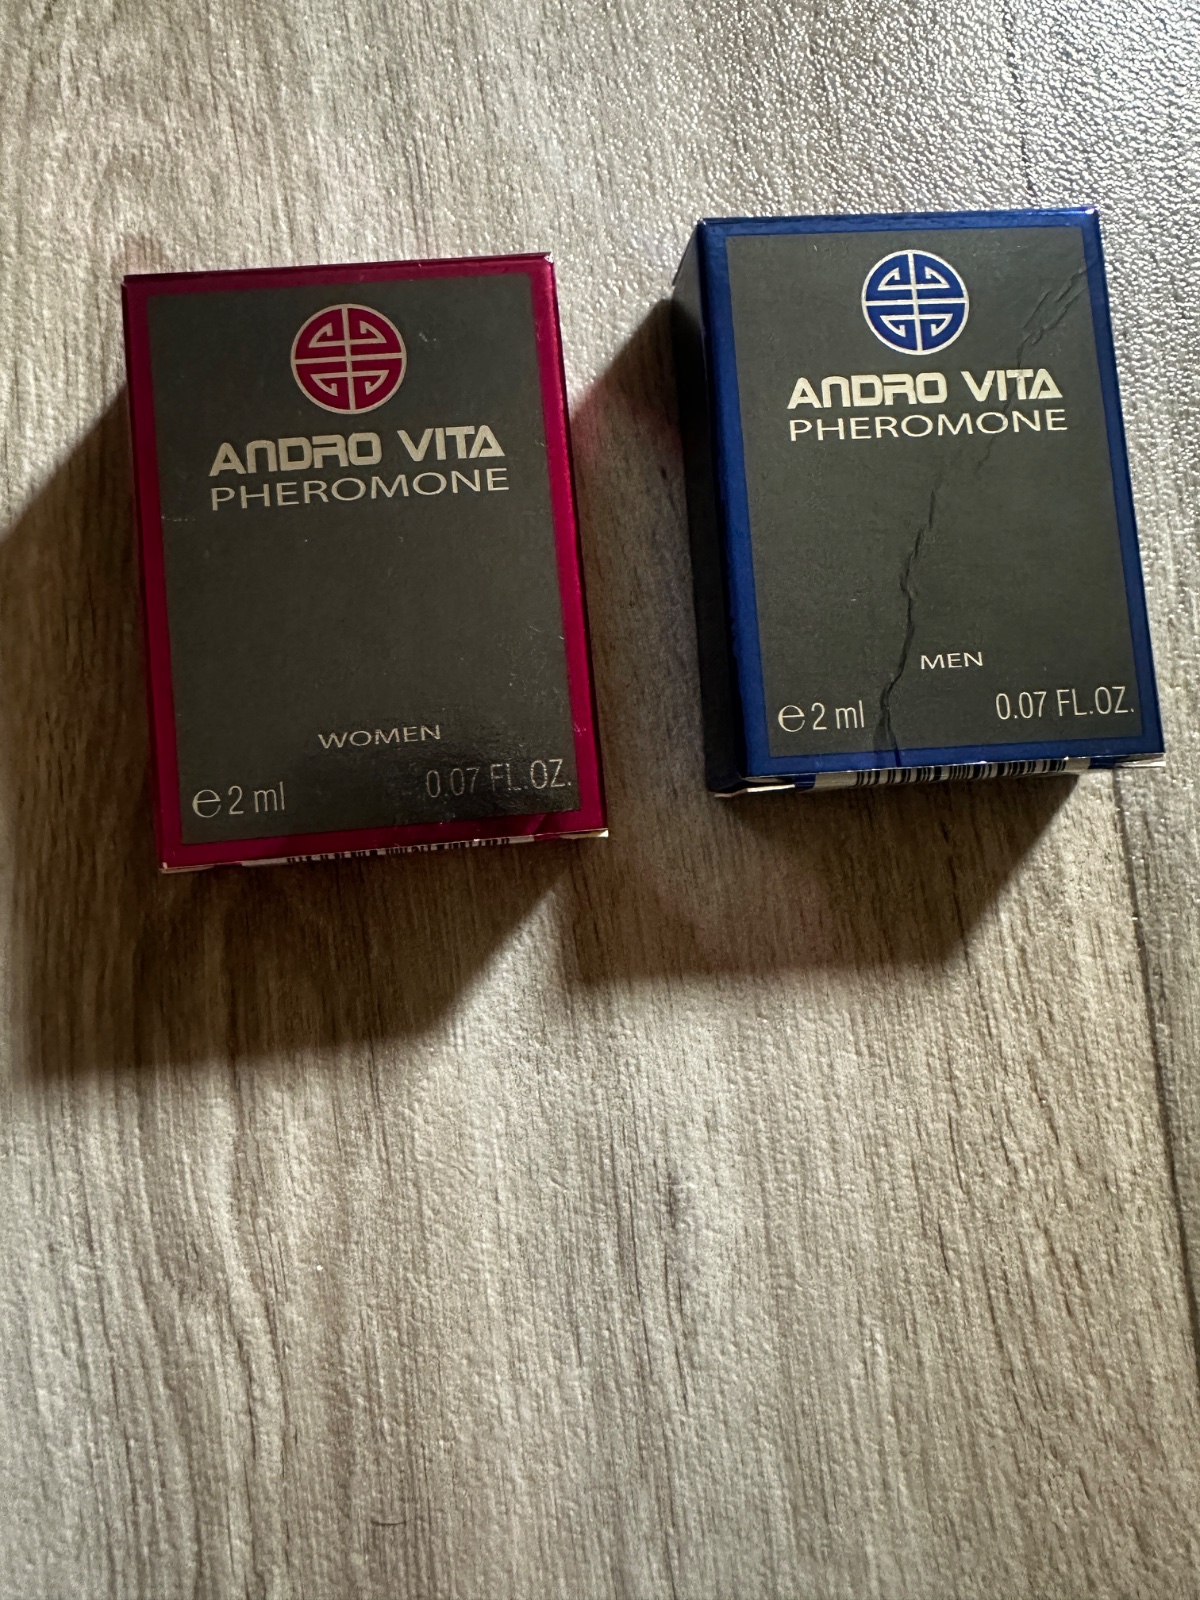 ANDRO VITA
PHEROMONE
WOMEN
℮ 2 ml 0.07 FL.OZ.
ANDRO VITA
PHEROMONE
MEN
℮ 2 ml 0.07 FL.OZ.